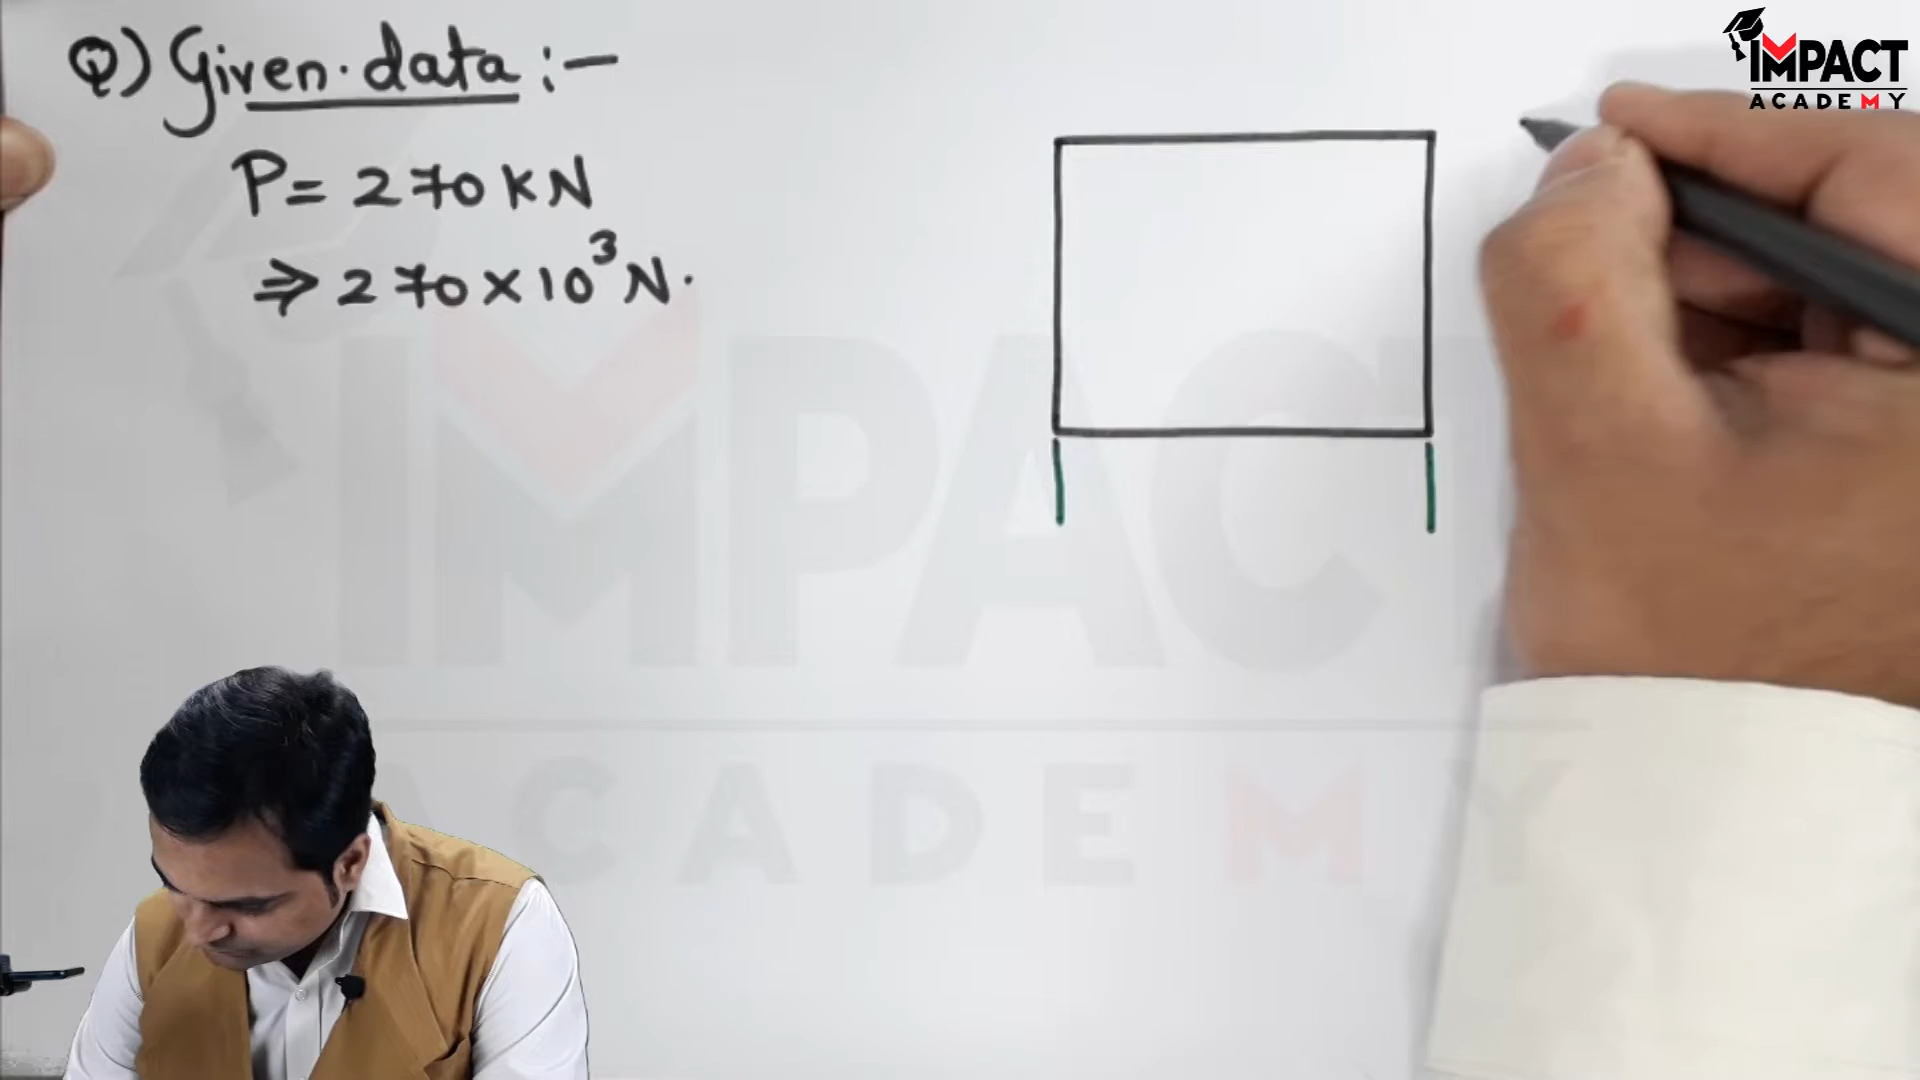 Q) Given data :-
P = 270 KN
⇒ 270 × 10³ N.
IMPACT
ACADEMY
IMPACT
ACADEMY